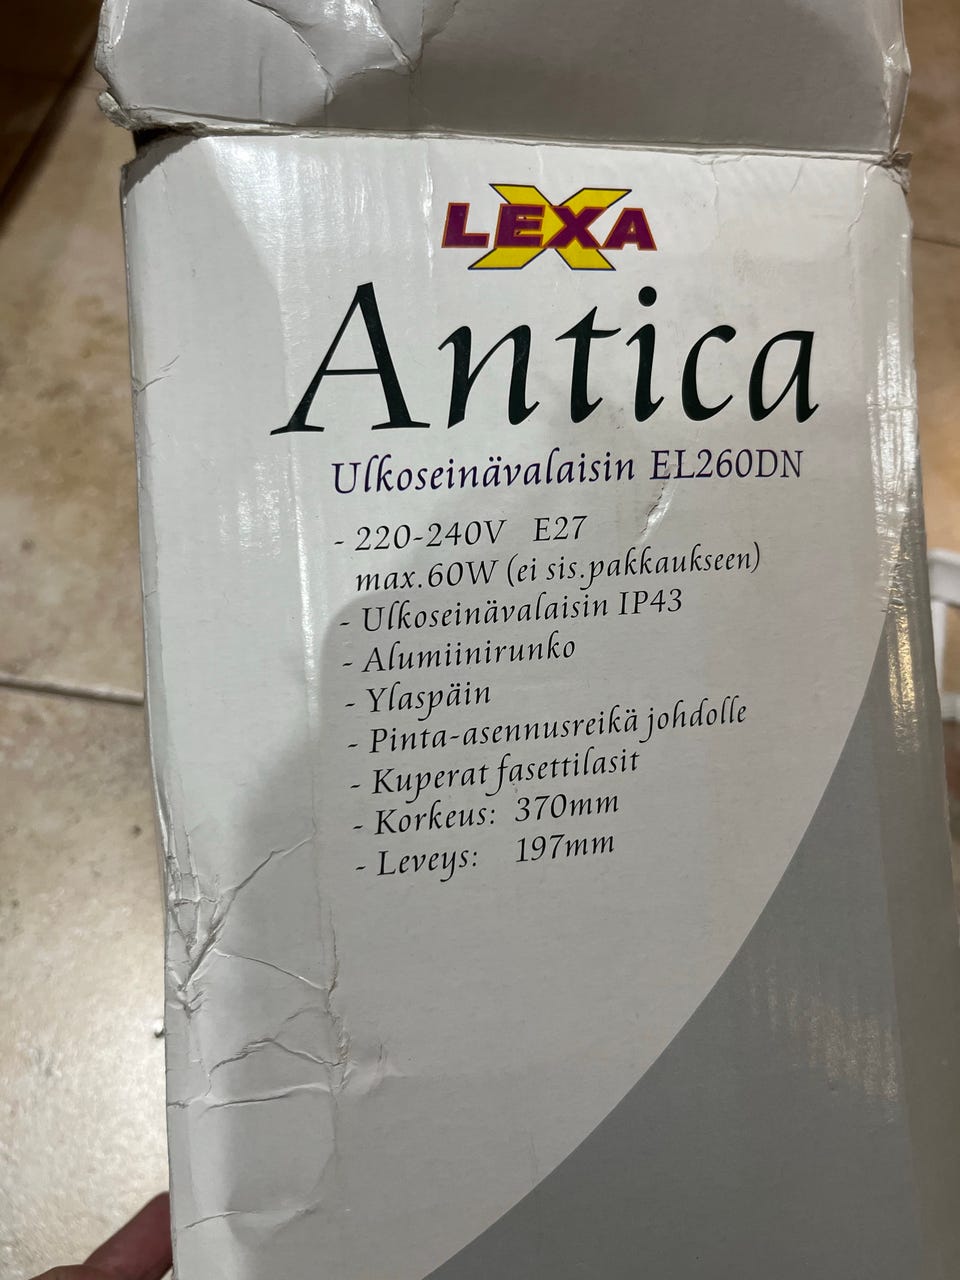 LEXA
Antica
Ulkoseinävalaisin EL260DN
- 220-240V E27
max.60W (ei sis.pakkaukseen)
- Ulkoseinävalaisin IP43
- Alumiinirunko
- Ylaspäin
- Pinta-asennusreikä johdolle
- Kuperat fasettilasit
- Korkeus: 370mm
- Leveys: 197mm